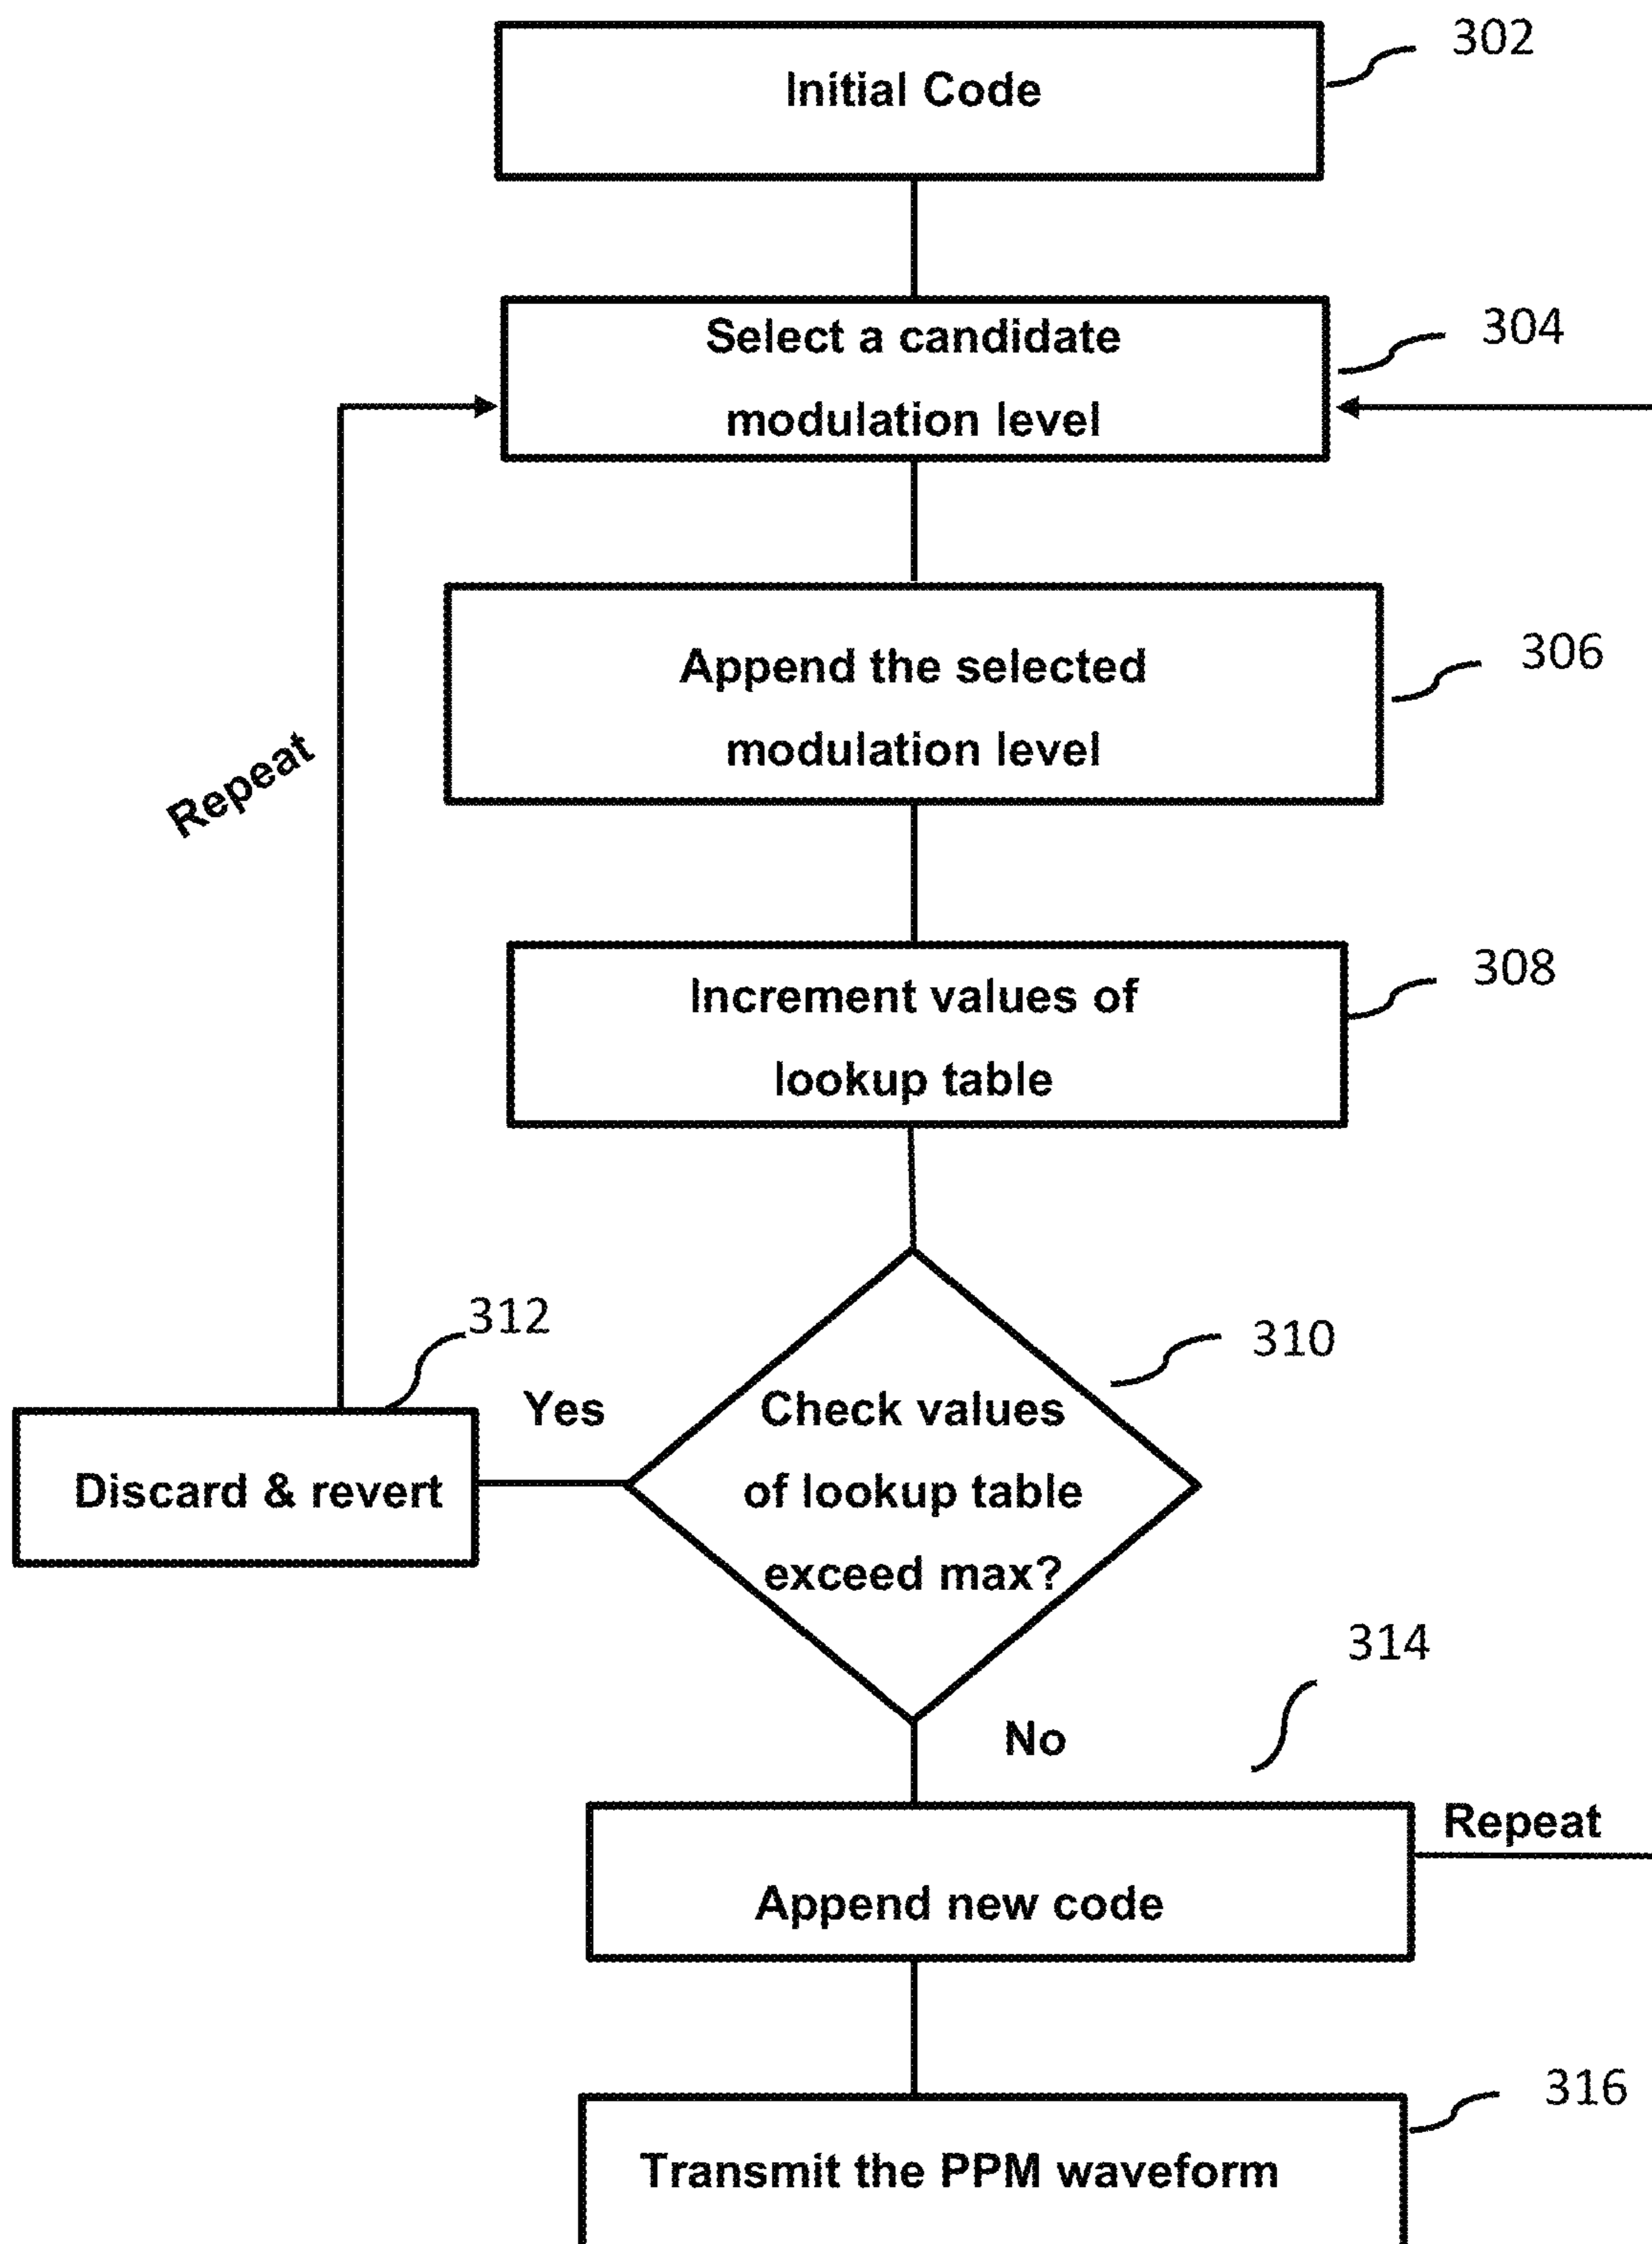 302
Initial Code
304
Select a candidate
modulation level
306
Append the selected
modulation level
Repeat
308
Increment values of
lookup table
312
310
Yes
Check values
of lookup table
exceed max?
Discard & revert
314
No
Repeat
Append new code
316
Transmit the PPM waveform